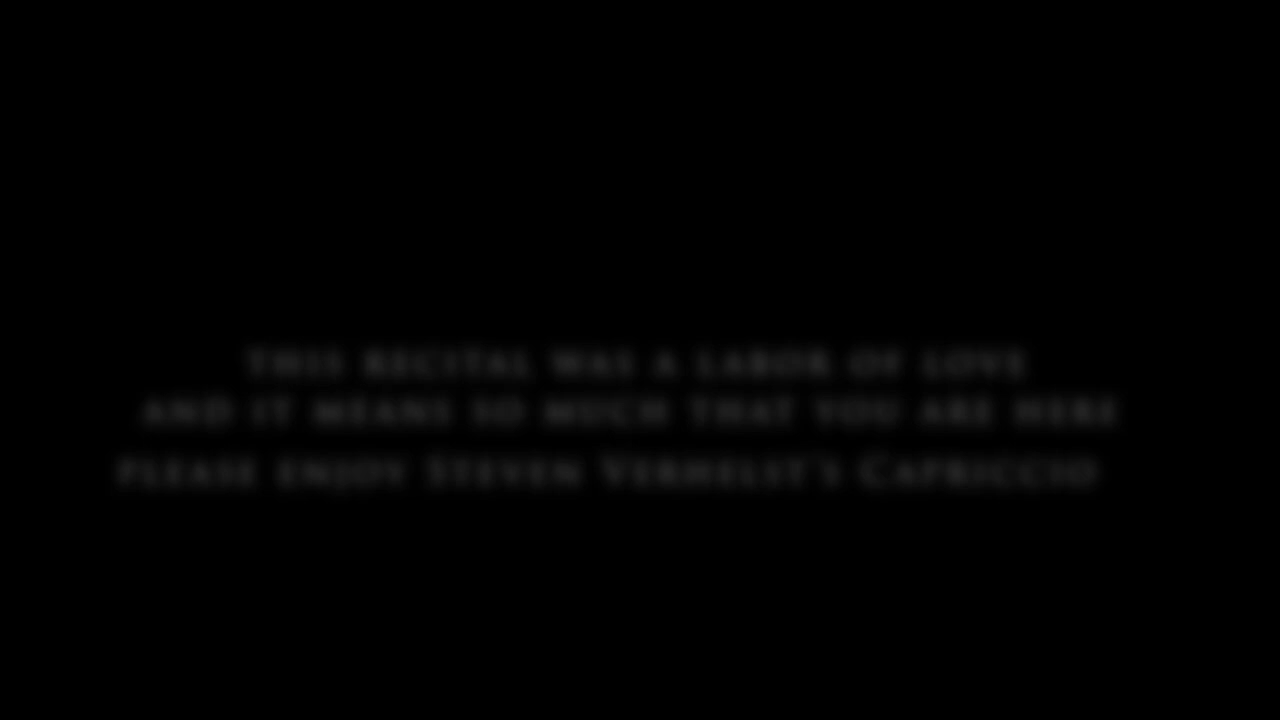 THIS RECITAL WAS A LABOR OF LOVE
AND IT MEANS SO MUCH THAT YOU ARE HERE
PLEASE ENJOY STEVEN VERHELST'S CAPRICCIO